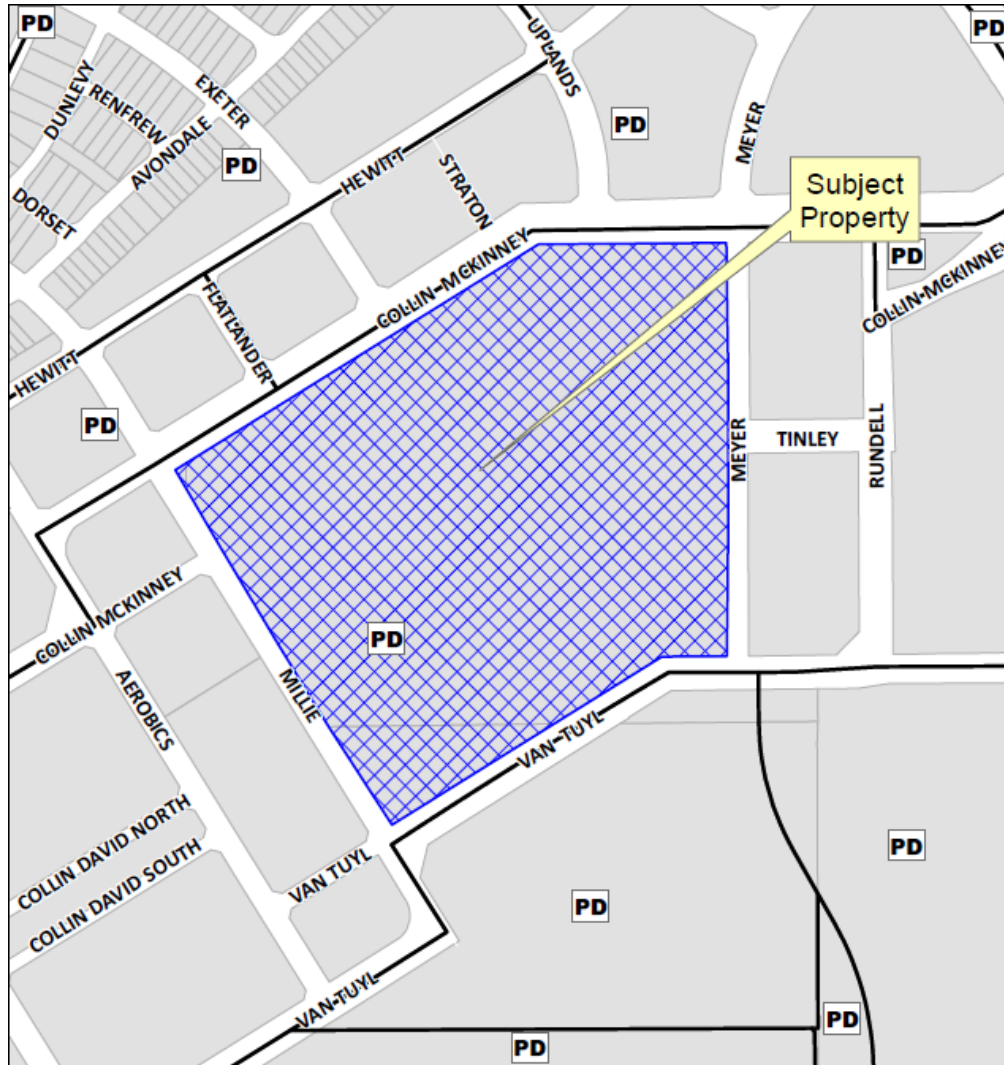 PD
PD
UPLANDS
EXETER
DUNLEVY
RENFREW
PD
MEYER
AVONDALE
PD
HEWITT
STRATON
Subject
Property
DORSET
COLLIN MCKINNEY
PD
FLATLANDER
COLLIN MCKINNEY
HEWITT
PD
TINLEY
MEYER
RUNDELL
COLLIN MCKINNEY
PD
MILLIE
AEROBICS
VAN TUYL
COLLIN DAVID NORTH
COLLIN DAVID SOUTH
VAN TUYL
PD
PD
VAN TUYL
PD
PD